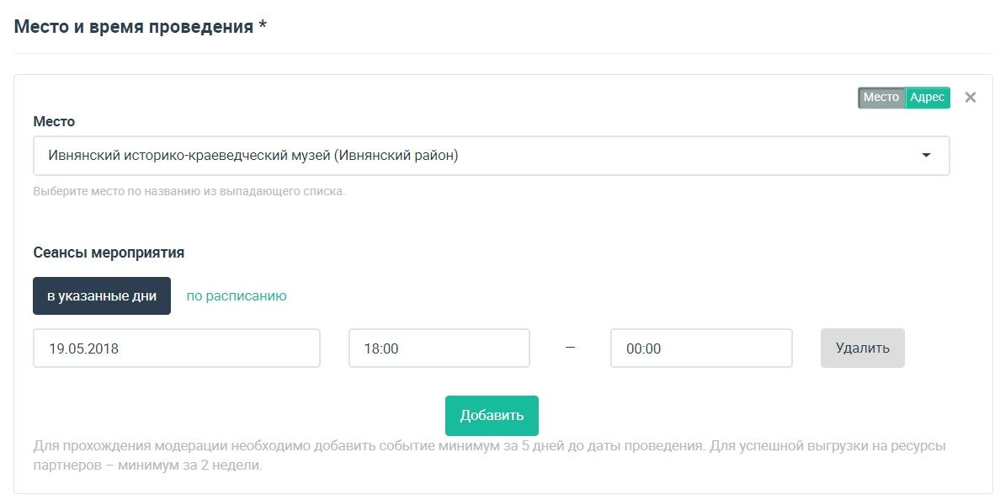 Место и время проведения *
Место Адрес ×
Место
Ивнянский историко-краеведческий музей (Ивнянский район)
Выберите место по названию из выпадающего списка.
Сеансы мероприятия
в указанные дни по расписанию
19.05.2018 18:00 — 00:00 Удалить
Добавить
Для прохождения модерации необходимо добавить событие минимум за 5 дней до даты проведения. Для успешной выгрузки на ресурсы
партнеров – минимум за 2 недели.